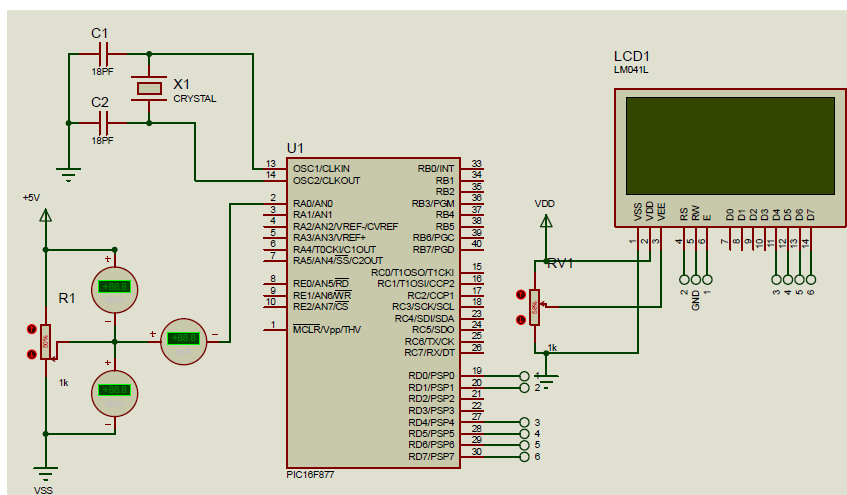 C1
18PF
X1
CRYSTAL
C2
18PF
+5V
R1
50%
1k
VSS
+88.8
+88.8
+88.8
U1
13 OSC1/CLKIN
14 OSC2/CLKOUT
2 RA0/AN0
3 RA1/AN1
4 RA2/AN2/VREF-/CVREF
5 RA3/AN3/VREF+
6 RA4/T0CKI/C1OUT
7 RA5/AN4/SS/C2OUT
8 RE0/AN5/RD
9 RE1/AN6/WR
10 RE2/AN7/CS
1 MCLR/Vpp/THV
RB0/INT 33
RB1 34
RB2 35
RB3/PGM 36
RB4 37
RB5 38
RB6/PGC 39
RB7/PGD 40
RC0/T1OSO/T1CKI 15
RC1/T1OSI/CCP2 16
RC2/CCP1 17
RC3/SCK/SCL 18
RC4/SDI/SDA 23
RC5/SDO 24
RC6/TX/CK 25
RC7/RX/DT 26
RD0/PSP0 19 1
RD1/PSP1 20 2
RD2/PSP2 21
RD3/PSP3 22
RD4/PSP4 27 3
RD5/PSP5 28 4
RD6/PSP6 29 5
RD7/PSP7 30 6
PIC16F877
VDD
RV1
1k
LCD1
LM041L
VSS VDD VEE RS RW E D0 D1 D2 D3 D4 D5 D6 D7
1 2 3 4 5 6 7 8 9 10 11 12 13 14
2 GND 1 3 4 5 6